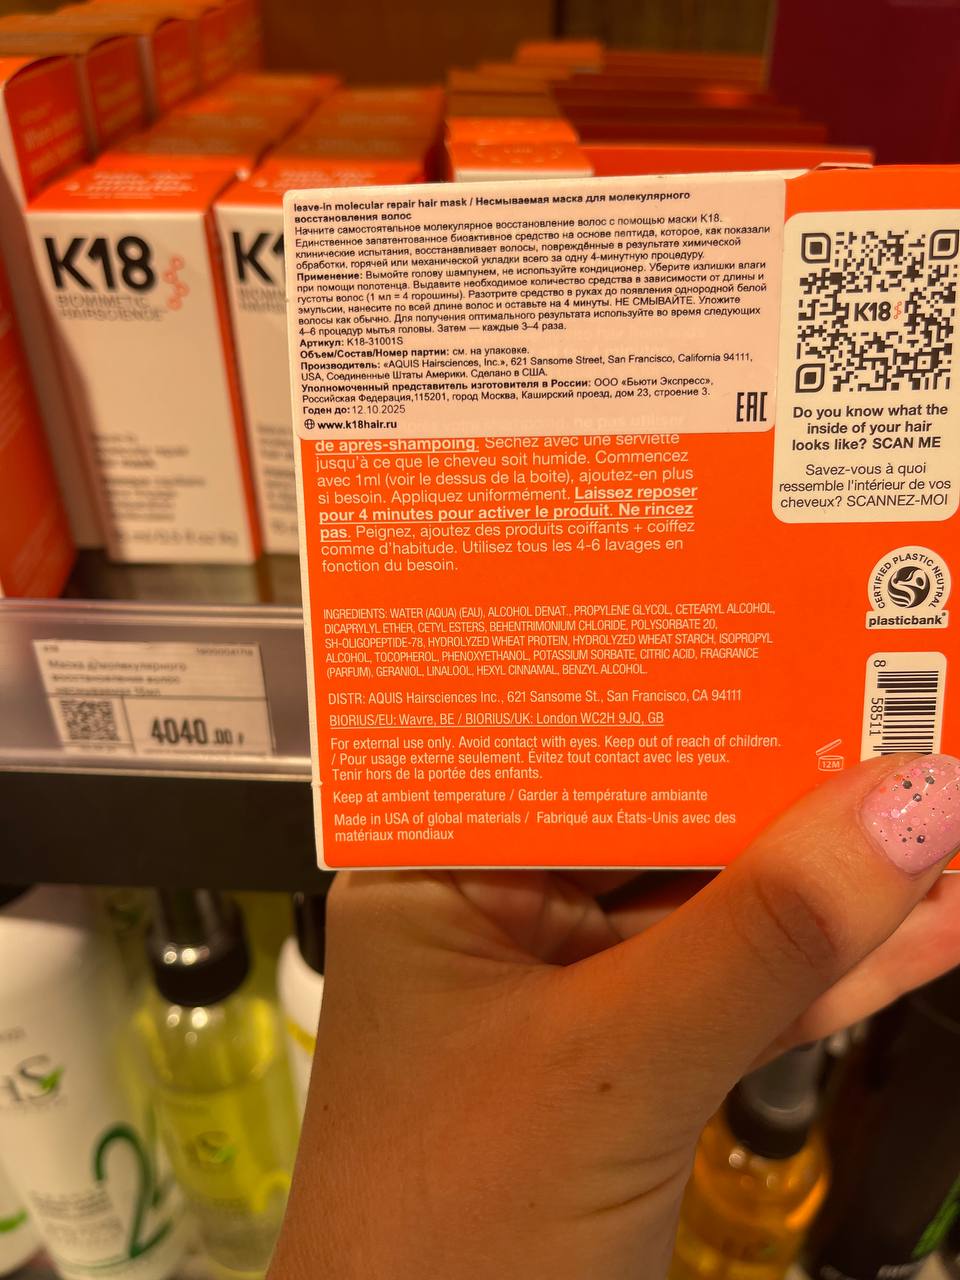 leave-in molecular repair hair mask / Несмываемая маска для молекулярного
восстановления волос
Начните самостоятельное молекулярное восстановление волос с помощью маски K18.
Единственное запатентованное биоактивное средство на основе пептида, которое, как показали
клинические испытания, восстанавливает волосы, повреждённые в результате химической
обработки, горячей или механической укладки всего за одну 4-минутную процедуру.
Применение: Вымойте голову шампунем, не используйте кондиционер. Уберите излишки влаги
при помощи полотенца. Выдавите необходимое количество средства в зависимости от длины и
густоты волос (1 мл = 4 горошины). Разотрите средство в руках до появления однородной белой
эмульсии, нанесите по всей длине волос и оставьте на 4 минуты. НЕ СМЫВАЙТЕ. Уложите
волосы как обычно. Для получения оптимального результата используйте во время следующих
4–6 процедур мытья головы. Затем — каждые 3–4 раза.
Артикул: K18-31001S
Объем/Состав/Номер партии: см. на упаковке.
Производитель: «AQUIS Hairsciences, Inc.», 621 Sansome Street, San Francisco, California 94111,
USA, Соединенные Штаты Америки. Сделано в США.
Уполномоченный представитель изготовителя в России: ООО «Бьюти Экспресс»,
Российская Федерация,115201, город Москва, Каширский проезд, дом 23, строение 3.
Годен до: 12.10.2025
www.k18hair.ru
EAC
de après-shampoing. Séchez avec une serviette
jusqu'à ce que le cheveu soit humide. Commencez
avec 1ml (voir le dessus de la boite), ajoutez-en plus
si besoin. Appliquez uniformément. Laissez reposer
pour 4 minutes pour activer le produit. Ne rincez
pas. Peignez, ajoutez des produits coiffants + coiffez
comme d'habitude. Utilisez tous les 4-6 lavages en
fonction du besoin.
INGREDIENTS: WATER (AQUA) (EAU), ALCOHOL DENAT., PROPYLENE GLYCOL, CETEARYL ALCOHOL,
DICAPRYLYL ETHER, CETYL ESTERS, BEHENTRIMONIUM CHLORIDE, POLYSORBATE 20,
SH-OLIGOPEPTIDE-78, HYDROLYZED WHEAT PROTEIN, HYDROLYZED WHEAT STARCH, ISOPROPYL
ALCOHOL, TOCOPHEROL, PHENOXYETHANOL, POTASSIUM SORBATE, CITRIC ACID, FRAGRANCE
(PARFUM), GERANIOL, LINALOOL, HEXYL CINNAMAL, BENZYL ALCOHOL.
DISTR: AQUIS Hairsciences Inc., 621 Sansome St., San Francisco, CA 94111
BIORIUS/EU: Wavre, BE / BIORIUS/UK: London WC2H 9JQ, GB
For external use only. Avoid contact with eyes. Keep out of reach of children.
/ Pour usage externe seulement. Évitez tout contact avec les yeux.
Tenir hors de la portée des enfants.
Keep at ambient temperature / Garder à température ambiante
Made in USA of global materials / Fabriqué aux États-Unis avec des
matériaux mondiaux
K18
Do you know what the
inside of your hair
looks like? SCAN ME
Savez-vous à quoi
ressemble l'intérieur de vos
cheveux? SCANNEZ-MOI
CERTIFIED PLASTIC NEUTRAL
plasticbank
8
58511
12M
K18
BIOMIMETIC
HAIRSCIENCE
K1
Маска д/молекулярного
восстановления волос
несмываемая 15мл
4040.00 г
2